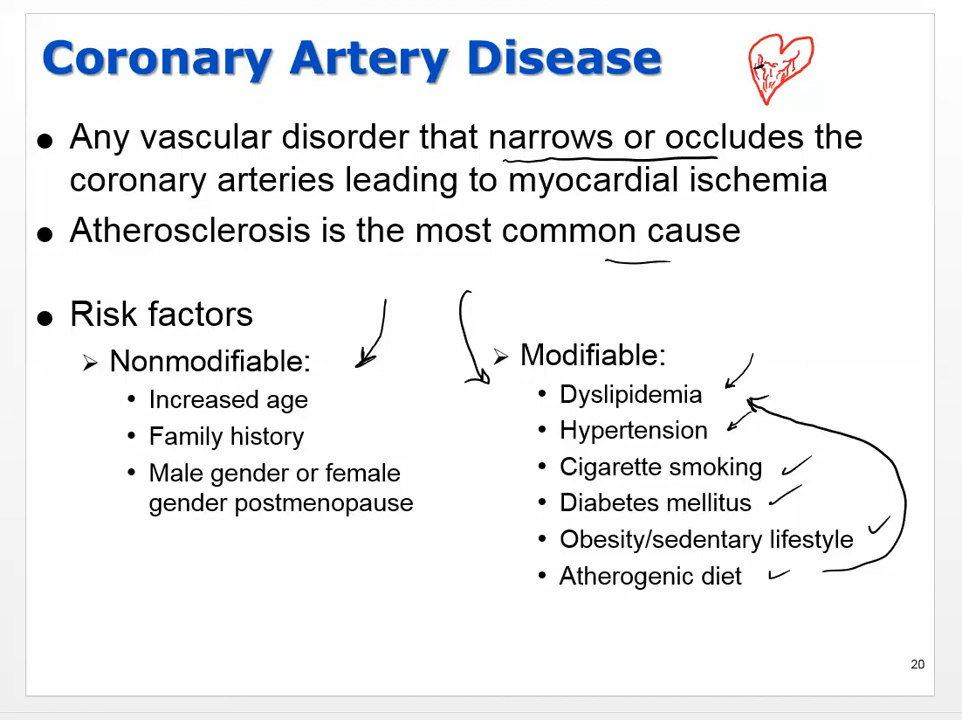 Coronary Artery Disease
• Any vascular disorder that narrows or occludes the
coronary arteries leading to myocardial ischemia
• Atherosclerosis is the most common cause
• Risk factors
➢ Nonmodifiable:
• Increased age
• Family history
• Male gender or female
gender postmenopause
➢ Modifiable:
• Dyslipidemia
• Hypertension
• Cigarette smoking
• Diabetes mellitus
• Obesity/sedentary lifestyle
• Atherogenic diet
20